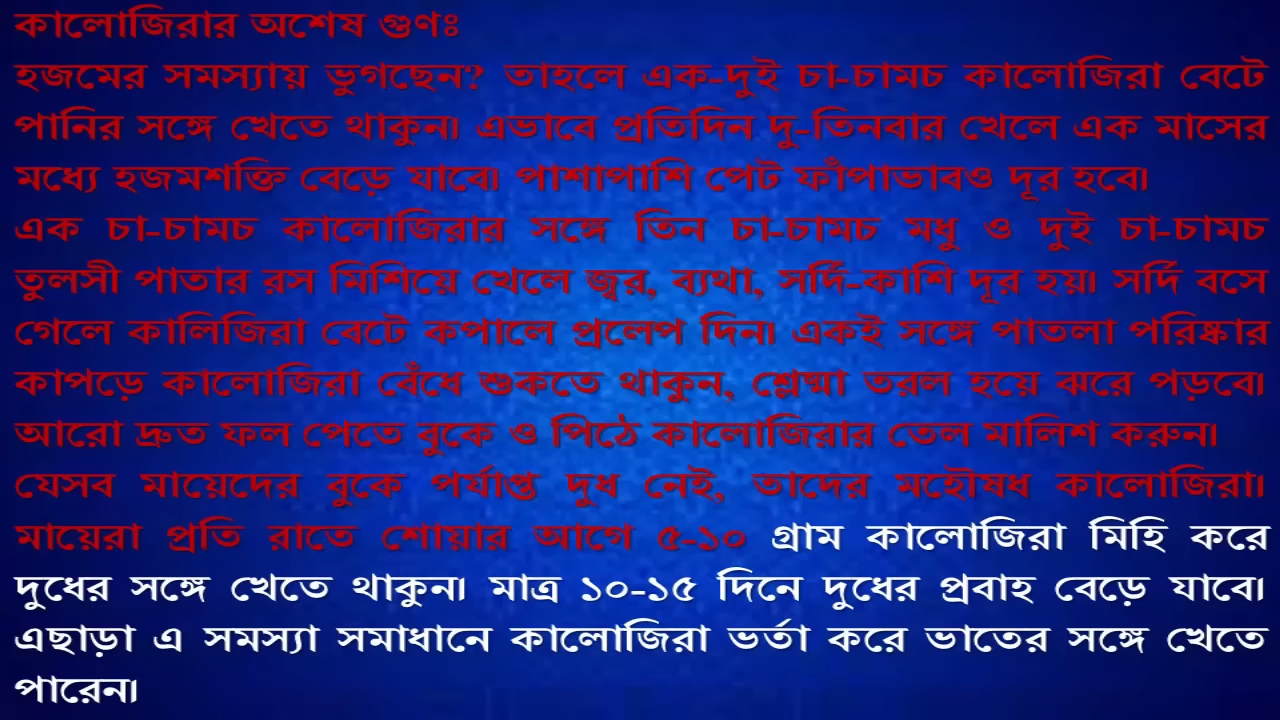 কালোজিরার অশেষ গুণঃ
হজমের সমস্যায় ভুগছেন? তাহলে এক-দুই চা-চামচ কালোজিরা বেটে
পানির সঙ্গে খেতে থাকুন। এভাবে প্রতিদিন দু-তিনবার খেলে এক মাসের
মধ্যে হজমশক্তি বেড়ে যাবে। পাশাপাশি পেট ফাঁপাভাবও দূর হবে।
এক চা-চামচ কালোজিরার সঙ্গে তিন চা-চামচ মধু ও দুই চা-চামচ
তুলসী পাতার রস মিশিয়ে খেলে জ্বর, ব্যথা, সর্দি-কাশি দূর হয়। সর্দি বসে
গেলে কালিজিরা বেটে কপালে প্রলেপ দিন। একই সঙ্গে পাতলা পরিষ্কার
কাপড়ে কালোজিরা বেঁধে শুকতে থাকুন, শ্লেষ্মা তরল হয়ে ঝরে পড়বে।
আরো দ্রুত ফল পেতে বুকে ও পিঠে কালোজিরার তেল মালিশ করুন।
যেসব মায়েদের বুকে পর্যাপ্ত দুধ নেই, তাদের মহৌষধ কালোজিরা।
মায়েরা প্রতি রাতে শোয়ার আগে ৫-১০ গ্রাম কালোজিরা মিহি করে
দুধের সঙ্গে খেতে থাকুন। মাত্র ১০-১৫ দিনে দুধের প্রবাহ বেড়ে যাবে।
এছাড়া এ সমস্যা সমাধানে কালোজিরা ভর্তা করে ভাতের সঙ্গে খেতে
পারেন।